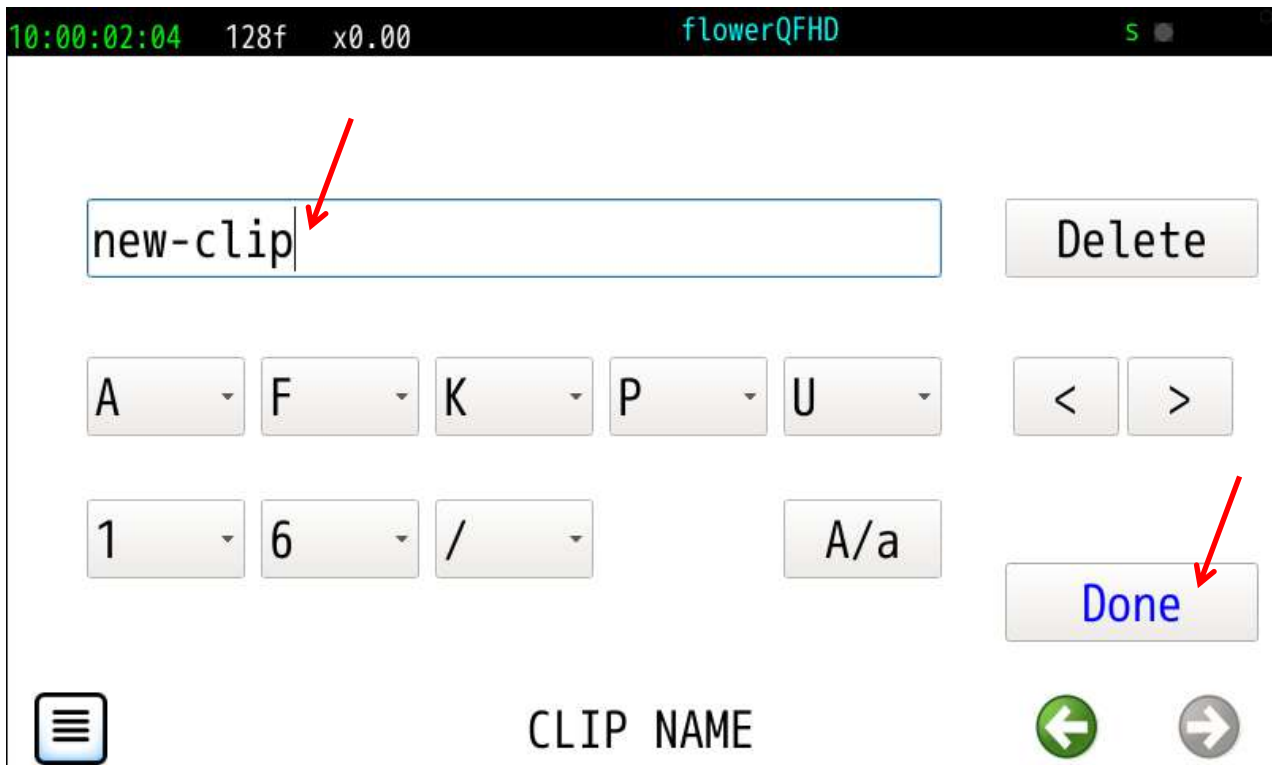 10:00:02:04 128f x0.00 flowerQFHD S
new-clip Delete
A F K P U < >
1 6 / A/a
Done
CLIP NAME